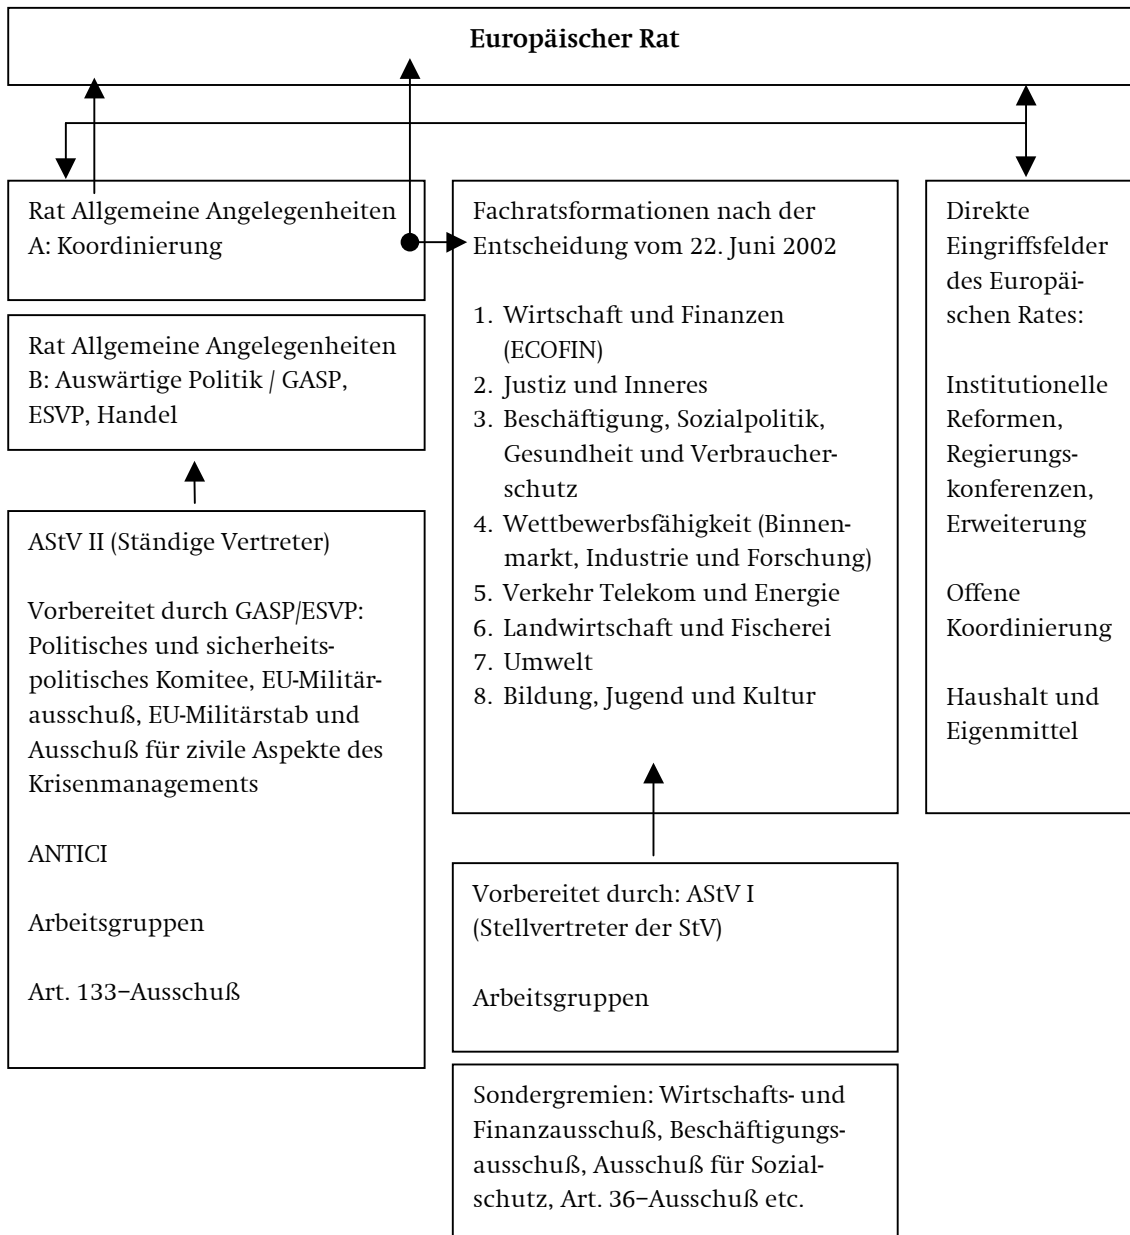 Europäischer Rat
Rat Allgemeine Angelegenheiten
A: Koordinierung
Rat Allgemeine Angelegenheiten
B: Auswärtige Politik / GASP,
ESVP, Handel
AStV II (Ständige Vertreter)
Vorbereitet durch GASP/ESVP:
Politisches und sicherheits-
politisches Komitee, EU-Militär-
ausschuß, EU-Militärstab und
Ausschuß für zivile Aspekte des
Krisenmanagements
ANTICI
Arbeitsgruppen
Art. 133–Ausschuß
Fachratsformationen nach der
Entscheidung vom 22. Juni 2002
1. Wirtschaft und Finanzen
(ECOFIN)
2. Justiz und Inneres
3. Beschäftigung, Sozialpolitik,
Gesundheit und Verbraucher-
schutz
4. Wettbewerbsfähigkeit (Binnen-
markt, Industrie und Forschung)
5. Verkehr Telekom und Energie
6. Landwirtschaft und Fischerei
7. Umwelt
8. Bildung, Jugend und Kultur
Vorbereitet durch: AStV I
(Stellvertreter der StV)
Arbeitsgruppen
Sondergremien: Wirtschafts- und
Finanzausschuß, Beschäftigungs-
ausschuß, Ausschuß für Sozial-
schutz, Art. 36–Ausschuß etc.
Direkte
Eingriffsfelder
des Europäi-
schen Rates:
Institutionelle
Reformen,
Regierungs-
konferenzen,
Erweiterung
Offene
Koordinierung
Haushalt und
Eigenmittel